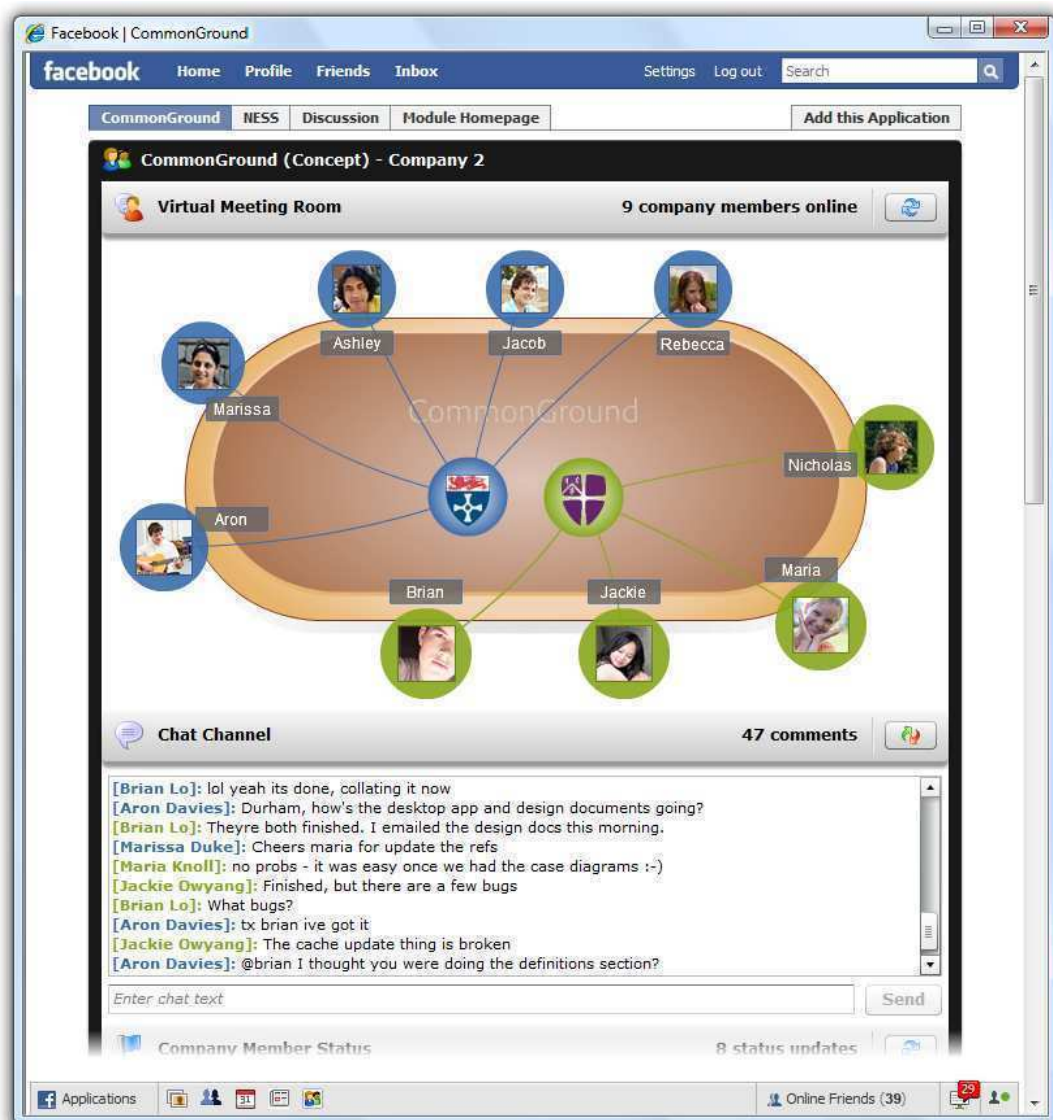 Facebook | CommonGround
facebook Home Profile Friends Inbox Settings Log out Search
CommonGround NESS Discussion Module Homepage Add this Application
CommonGround (Concept) - Company 2
Virtual Meeting Room 9 company members online
Ashley Jacob Rebecca
Marissa
CommonGround
Nicholas
Aron
Maria
Brian Jackie
Chat Channel 47 comments
[Brian Lo]: lol yeah its done, collating it now
[Aron Davies]: Durham, how's the desktop app and design documents going?
[Brian Lo]: Theyre both finished. I emailed the design docs this morning.
[Marissa Duke]: Cheers maria for update the refs
[Maria Knoll]: no probs - it was easy once we had the case diagrams :-)
[Jackie Owyang]: Finished, but there are a few bugs
[Brian Lo]: What bugs?
[Aron Davies]: tx brian ive got it
[Jackie Owyang]: The cache update thing is broken
[Aron Davies]: @brian I thought you were doing the definitions section?
Enter chat text Send
Company Member Status 8 status updates
Applications 31 Online Friends (39) 29